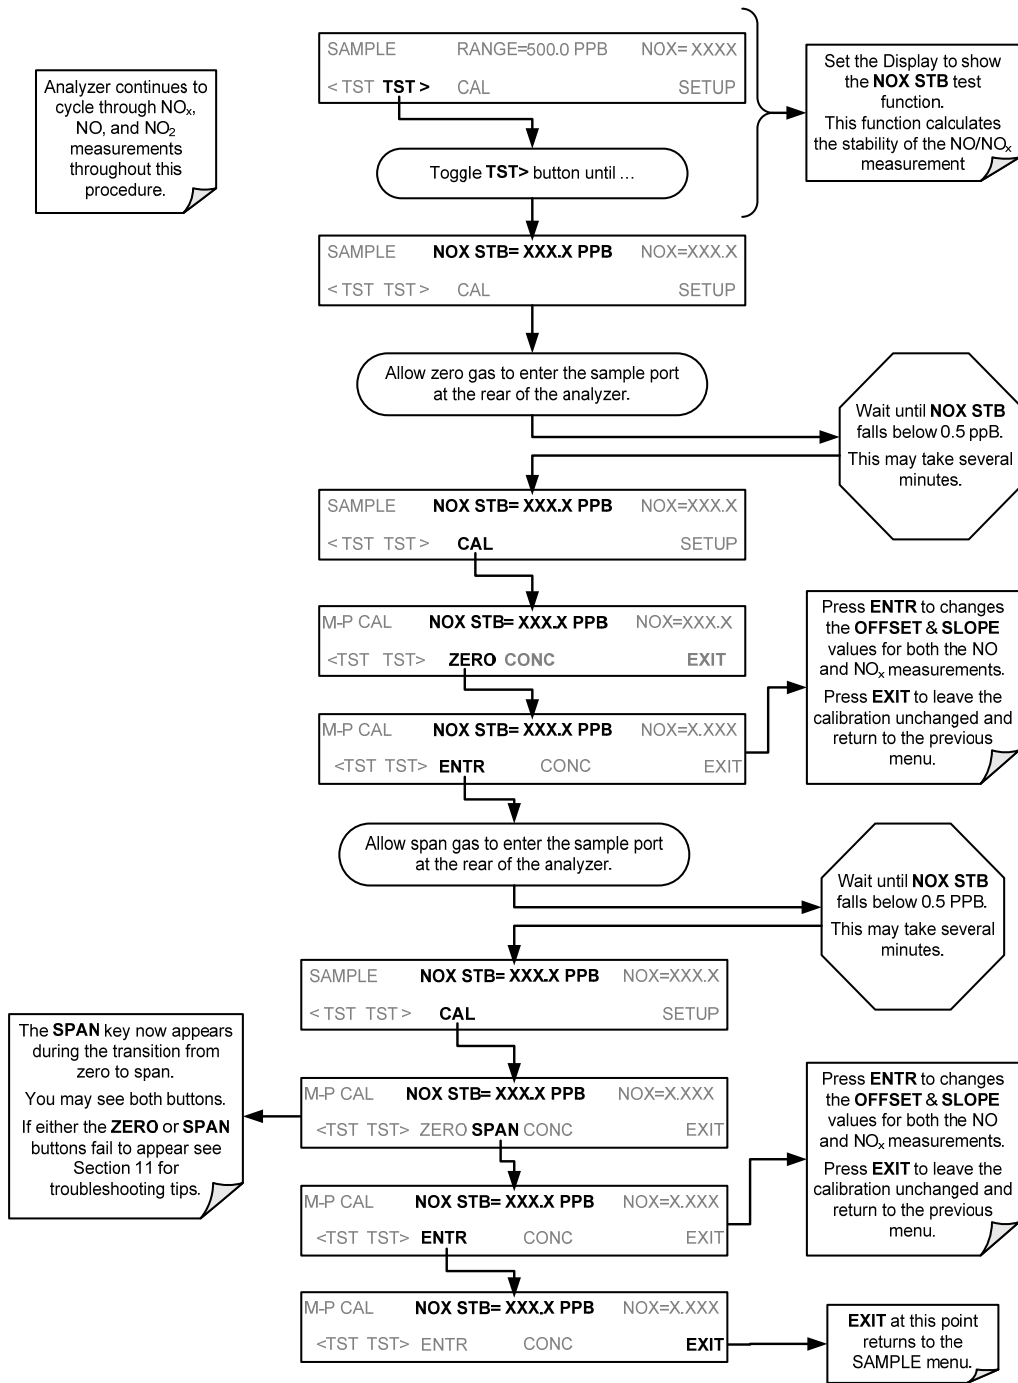 SAMPLE RANGE=500.0 PPB NOX= XXXX
< TST TST > CAL SETUP
Set the Display to show
the NOX STB test
function.
This function calculates
the stability of the NO/NOₓ
measurement
Analyzer continues to
cycle through NOₓ,
NO, and NO₂
measurements
throughout this
procedure.
Toggle TST> button until ...
SAMPLE NOX STB= XXX.X PPB NOX=XXX.X
< TST TST > CAL SETUP
Allow zero gas to enter the sample port
at the rear of the analyzer.
Wait until NOX STB
falls below 0.5 ppB.
This may take several
minutes.
SAMPLE NOX STB= XXX.X PPB NOX=XXX.X
< TST TST > CAL SETUP
M-P CAL NOX STB= XXX.X PPB NOX=XXX.X
<TST TST> ZERO CONC EXIT
M-P CAL NOX STB= XXX.X PPB NOX=X.XXX
<TST TST> ENTR CONC EXIT
Press ENTR to changes
the OFFSET & SLOPE
values for both the NO
and NOₓ measurements.
Press EXIT to leave the
calibration unchanged and
return to the previous
menu.
Allow span gas to enter the sample port
at the rear of the analyzer.
Wait until NOX STB
falls below 0.5 PPB.
This may take several
minutes.
SAMPLE NOX STB= XXX.X PPB NOX=XXX.X
< TST TST > CAL SETUP
The SPAN key now appears
during the transition from
zero to span.
You may see both buttons.
If either the ZERO or SPAN
buttons fail to appear see
Section 11 for
troubleshooting tips.
M-P CAL NOX STB= XXX.X PPB NOX=X.XXX
<TST TST> ZERO SPAN CONC EXIT
M-P CAL NOX STB= XXX.X PPB NOX=X.XXX
<TST TST> ENTR CONC EXIT
Press ENTR to changes
the OFFSET & SLOPE
values for both the NO
and NOₓ measurements.
Press EXIT to leave the
calibration unchanged and
return to the previous
menu.
M-P CAL NOX STB= XXX.X PPB NOX=X.XXX
<TST TST> ENTR CONC EXIT
EXIT at this point
returns to the
SAMPLE menu.